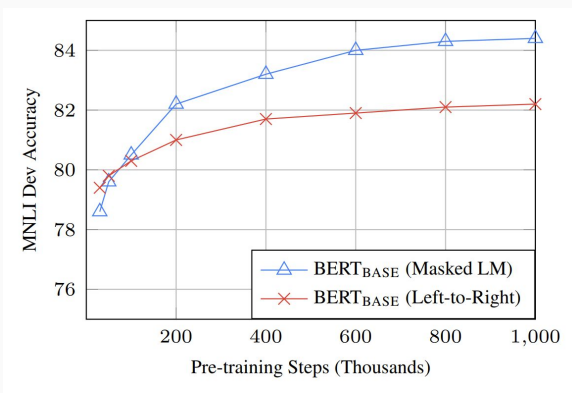 84
82
80
78
76
MNLI Dev Accuracy
BERTBASE (Masked LM)
BERTBASE (Left-to-Right)
200 400 600 800 1,000
Pre-training Steps (Thousands)